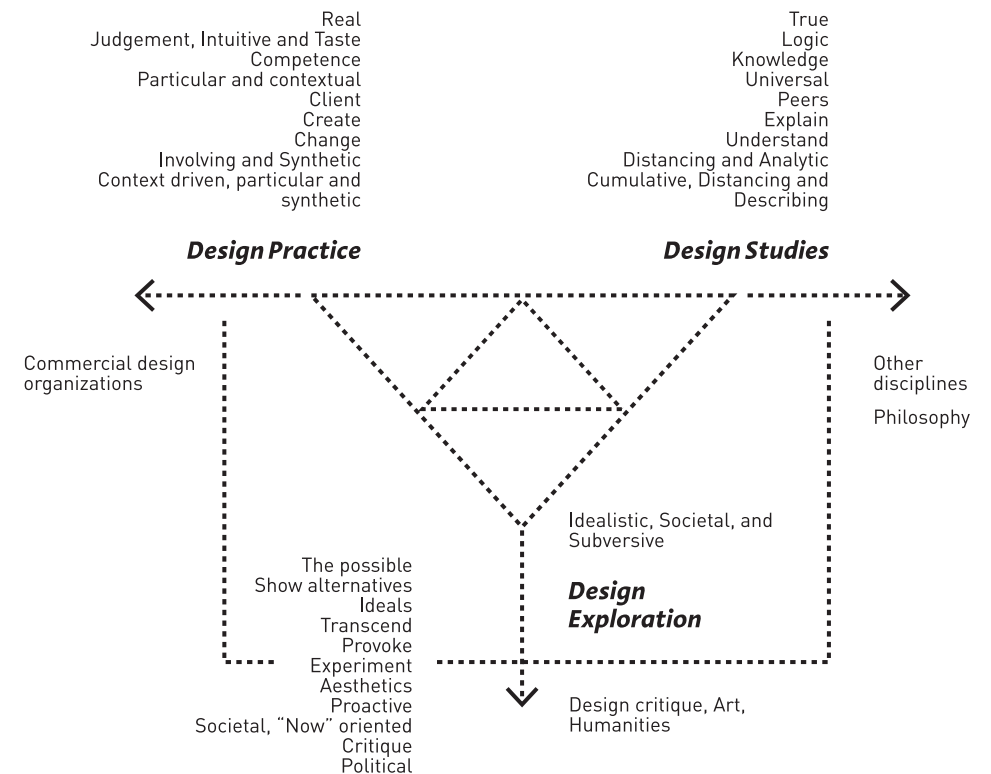 Real
Judgement, Intuitive and Taste
Competence
Particular and contextual
Client
Create
Change
Involving and Synthetic
Context driven, particular and
synthetic
Design Practice
True
Logic
Knowledge
Universal
Peers
Explain
Understand
Distancing and Analytic
Cumulative, Distancing and
Describing
Design Studies
Commercial design
organizations
Other
disciplines
Philosophy
Idealistic, Societal, and
Subversive
Design
Exploration
The possible
Show alternatives
Ideals
Transcend
Provoke
Experiment
Aesthetics
Proactive
Societal, “Now” oriented
Critique
Political
Design critique, Art,
Humanities